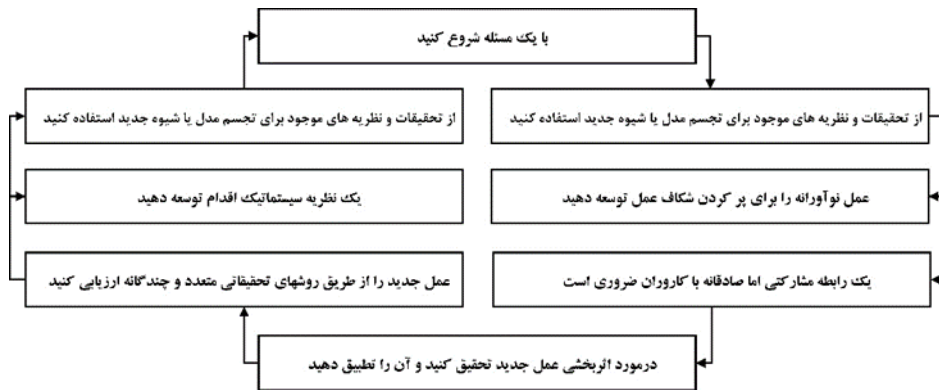 با یک مسئله شروع کنید
از تحقیقات و نظریه های موجود برای تجسم مدل یا شیوه جدید استفاده کنید
از تحقیقات و نظریه های موجود برای تجسم مدل یا شیوه جدید استفاده کنید
عمل نوآورانه را برای پر کردن شکاف عمل توسعه دهید
یک نظریه سیستماتیک اقدام توسعه دهید
یک رابطه مشارکتی اما صادقانه با کاروران ضروری است
عمل جدید را از طریق روشهای تحقیقاتی متعدد و چندگانه ارزیابی کنید
درمورد اثربخشی عمل جدید تحقیق کنید و آن را تطبیق دهید